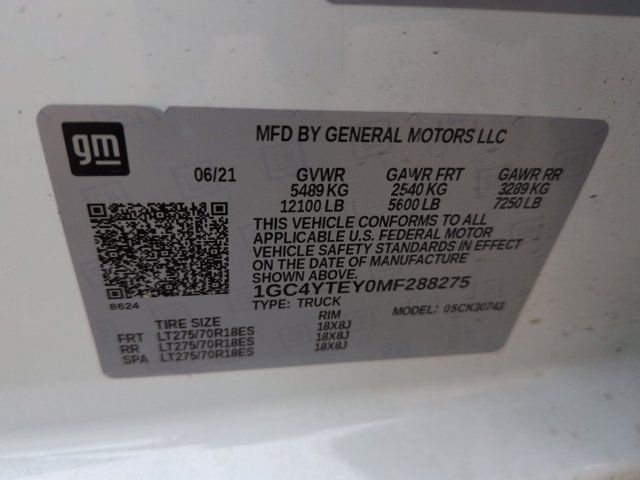 gm
MFD BY GENERAL MOTORS LLC
06/21 GVWR GAWR FRT GAWR RR
5489 KG 2540 KG 3289 KG
12100 LB 5600 LB 7250 LB
THIS VEHICLE CONFORMS TO ALL
APPLICABLE U.S. FEDERAL MOTOR
VEHICLE SAFETY STANDARDS IN EFFECT
ON THE DATE OF MANUFACTURE
SHOWN ABOVE.
1GC4YTEY0MF288275
8624
TYPE: TRUCK MODEL: 05CK30743
TIRE SIZE RIM
FRT LT275/70R18ES 18X8J
RR LT275/70R18ES 18X8J
SPA LT275/70R18ES 18X8J